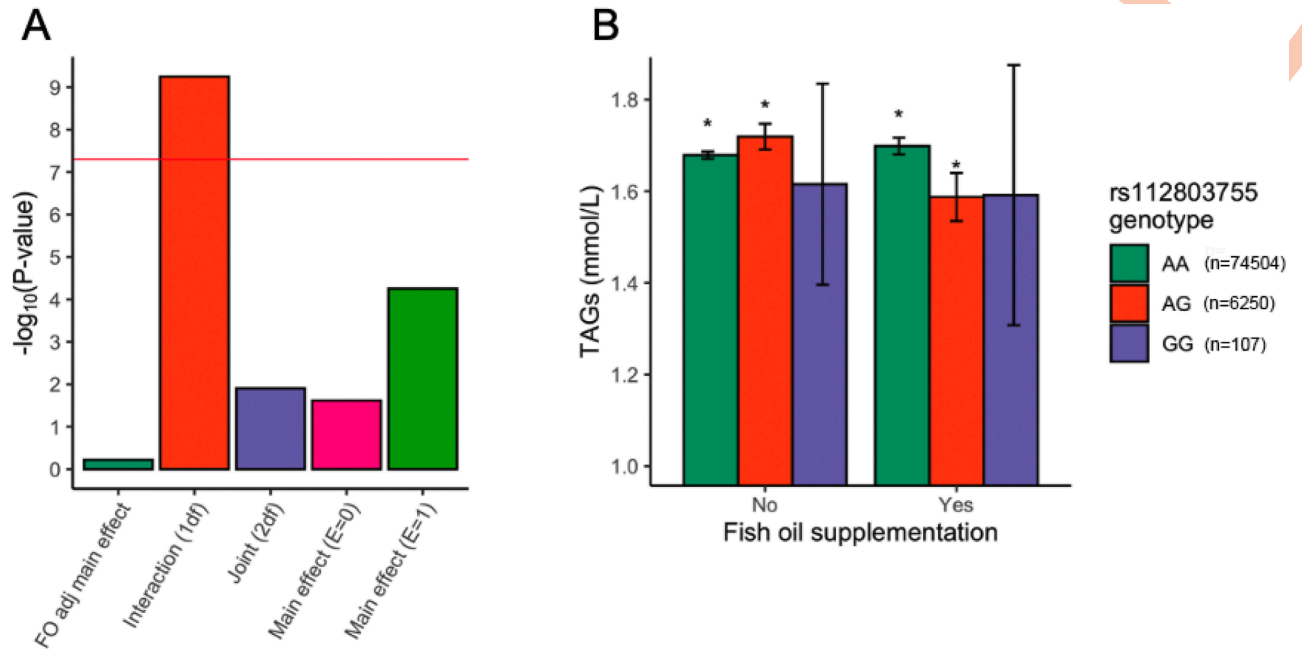 A
-log10(P-value)
9
8
7
6
5
4
3
2
1
0
FO adj main effect
Interaction (1df)
Joint (2df)
Main effect (E=0)
Main effect (E=1)
B
TAGs (mmol/L)
1.8
1.6
1.4
1.2
1.0
*
*
*
*
No
Yes
Fish oil supplementation
rs112803755
genotype
AA (n=74504)
AG (n=6250)
GG (n=107)